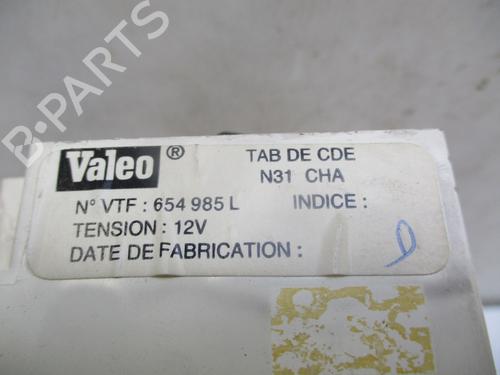 B-PARTS
Valeo ® TAB DE CDE
N31 CHA
N° VTF : 654 985 L INDICE :
TENSION : 12V
DATE DE FABRICATION :